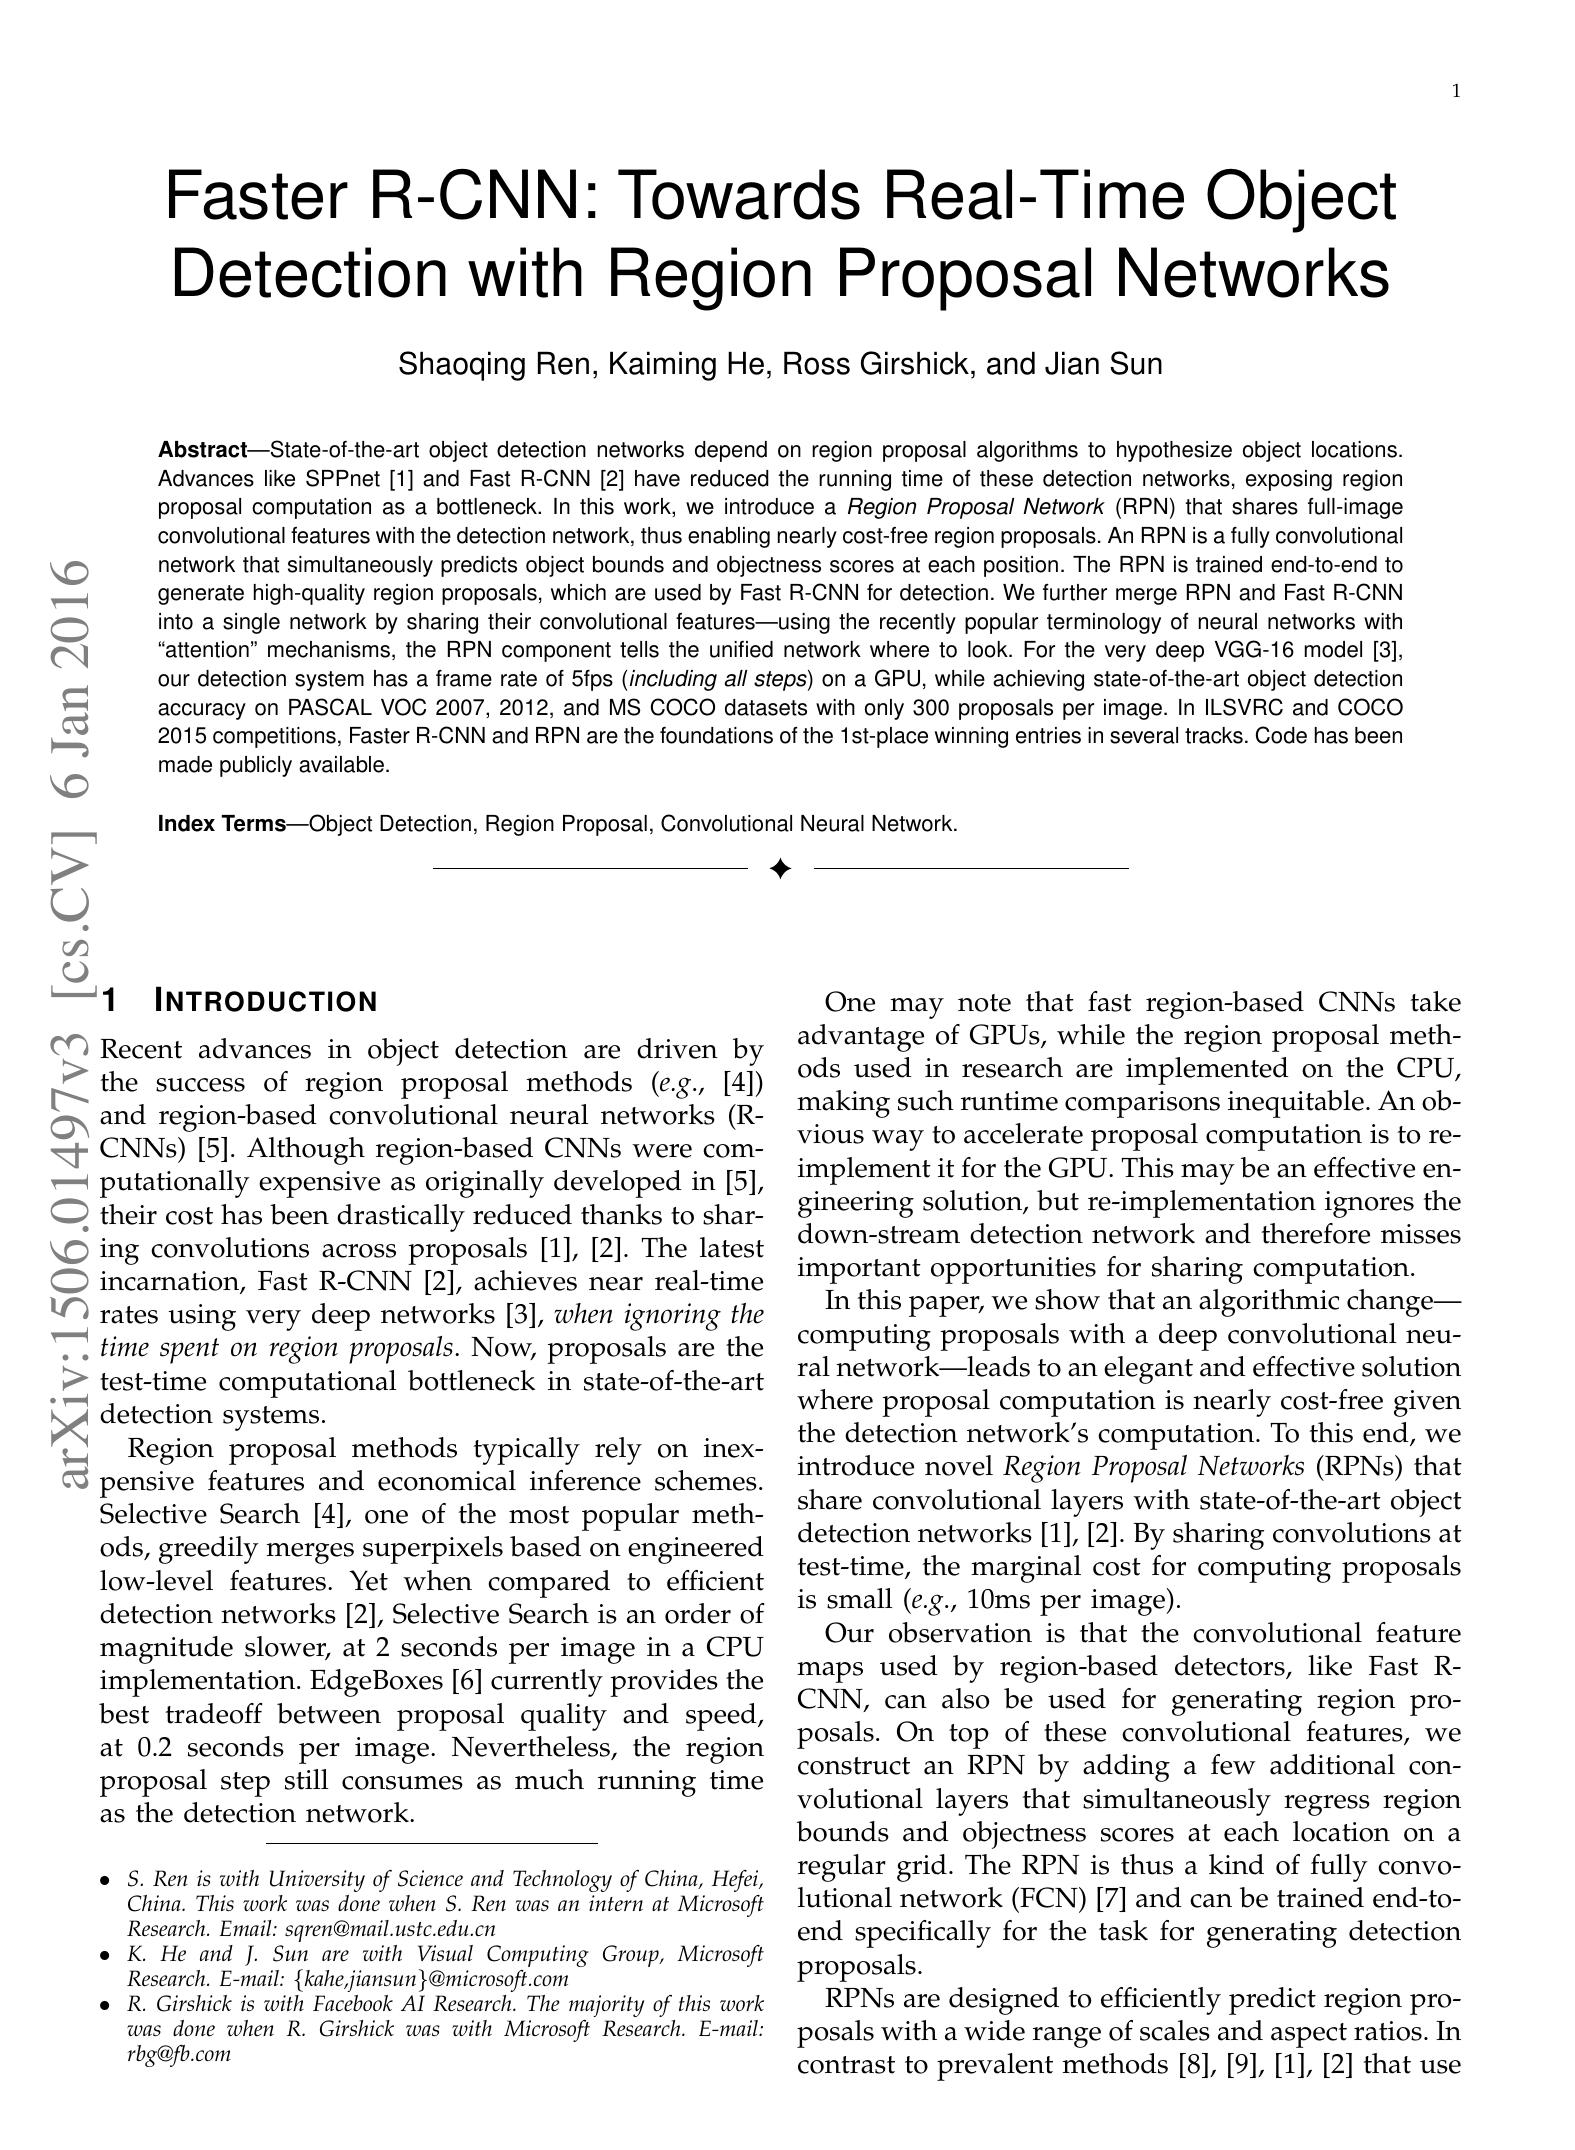 1
Faster R-CNN: Towards Real-Time Object
Detection with Region Proposal Networks
Shaoqing Ren, Kaiming He, Ross Girshick, and Jian Sun
Abstract—State-of-the-art object detection networks depend on region proposal algorithms to hypothesize object locations.
Advances like SPPnet [1] and Fast R-CNN [2] have reduced the running time of these detection networks, exposing region
proposal computation as a bottleneck. In this work, we introduce a Region Proposal Network (RPN) that shares full-image
convolutional features with the detection network, thus enabling nearly cost-free region proposals. An RPN is a fully convolutional
network that simultaneously predicts object bounds and objectness scores at each position. The RPN is trained end-to-end to
generate high-quality region proposals, which are used by Fast R-CNN for detection. We further merge RPN and Fast R-CNN
into a single network by sharing their convolutional features—using the recently popular terminology of neural networks with
“attention” mechanisms, the RPN component tells the unified network where to look. For the very deep VGG-16 model [3],
our detection system has a frame rate of 5fps (including all steps) on a GPU, while achieving state-of-the-art object detection
accuracy on PASCAL VOC 2007, 2012, and MS COCO datasets with only 300 proposals per image. In ILSVRC and COCO
2015 competitions, Faster R-CNN and RPN are the foundations of the 1st-place winning entries in several tracks. Code has been
made publicly available.
Index Terms—Object Detection, Region Proposal, Convolutional Neural Network.
arXiv:1506.01497v3 [cs.CV] 6 Jan 2016
1 INTRODUCTION
Recent advances in object detection are driven by
the success of region proposal methods (e.g., [4])
and region-based convolutional neural networks (R-
CNNs) [5]. Although region-based CNNs were com-
putationally expensive as originally developed in [5],
their cost has been drastically reduced thanks to shar-
ing convolutions across proposals [1], [2]. The latest
incarnation, Fast R-CNN [2], achieves near real-time
rates using very deep networks [3], when ignoring the
time spent on region proposals. Now, proposals are the
test-time computational bottleneck in state-of-the-art
detection systems.
Region proposal methods typically rely on inex-
pensive features and economical inference schemes.
Selective Search [4], one of the most popular meth-
ods, greedily merges superpixels based on engineered
low-level features. Yet when compared to efficient
detection networks [2], Selective Search is an order of
magnitude slower, at 2 seconds per image in a CPU
implementation. EdgeBoxes [6] currently provides the
best tradeoff between proposal quality and speed,
at 0.2 seconds per image. Nevertheless, the region
proposal step still consumes as much running time
as the detection network.
• S. Ren is with University of Science and Technology of China, Hefei,
China. This work was done when S. Ren was an intern at Microsoft
Research. Email: sqren@mail.ustc.edu.cn
• K. He and J. Sun are with Visual Computing Group, Microsoft
Research. E-mail: {kahe,jiansun}@microsoft.com
• R. Girshick is with Facebook AI Research. The majority of this work
was done when R. Girshick was with Microsoft Research. E-mail:
rbg@fb.com
One may note that fast region-based CNNs take
advantage of GPUs, while the region proposal meth-
ods used in research are implemented on the CPU,
making such runtime comparisons inequitable. An ob-
vious way to accelerate proposal computation is to re-
implement it for the GPU. This may be an effective en-
gineering solution, but re-implementation ignores the
down-stream detection network and therefore misses
important opportunities for sharing computation.
In this paper, we show that an algorithmic change—
computing proposals with a deep convolutional neu-
ral network—leads to an elegant and effective solution
where proposal computation is nearly cost-free given
the detection network's computation. To this end, we
introduce novel Region Proposal Networks (RPNs) that
share convolutional layers with state-of-the-art object
detection networks [1], [2]. By sharing convolutions at
test-time, the marginal cost for computing proposals
is small (e.g., 10ms per image).
Our observation is that the convolutional feature
maps used by region-based detectors, like Fast R-
CNN, can also be used for generating region pro-
posals. On top of these convolutional features, we
construct an RPN by adding a few additional con-
volutional layers that simultaneously regress region
bounds and objectness scores at each location on a
regular grid. The RPN is thus a kind of fully convo-
lutional network (FCN) [7] and can be trained end-to-
end specifically for the task for generating detection
proposals.
RPNs are designed to efficiently predict region pro-
posals with a wide range of scales and aspect ratios. In
contrast to prevalent methods [8], [9], [1], [2] that use